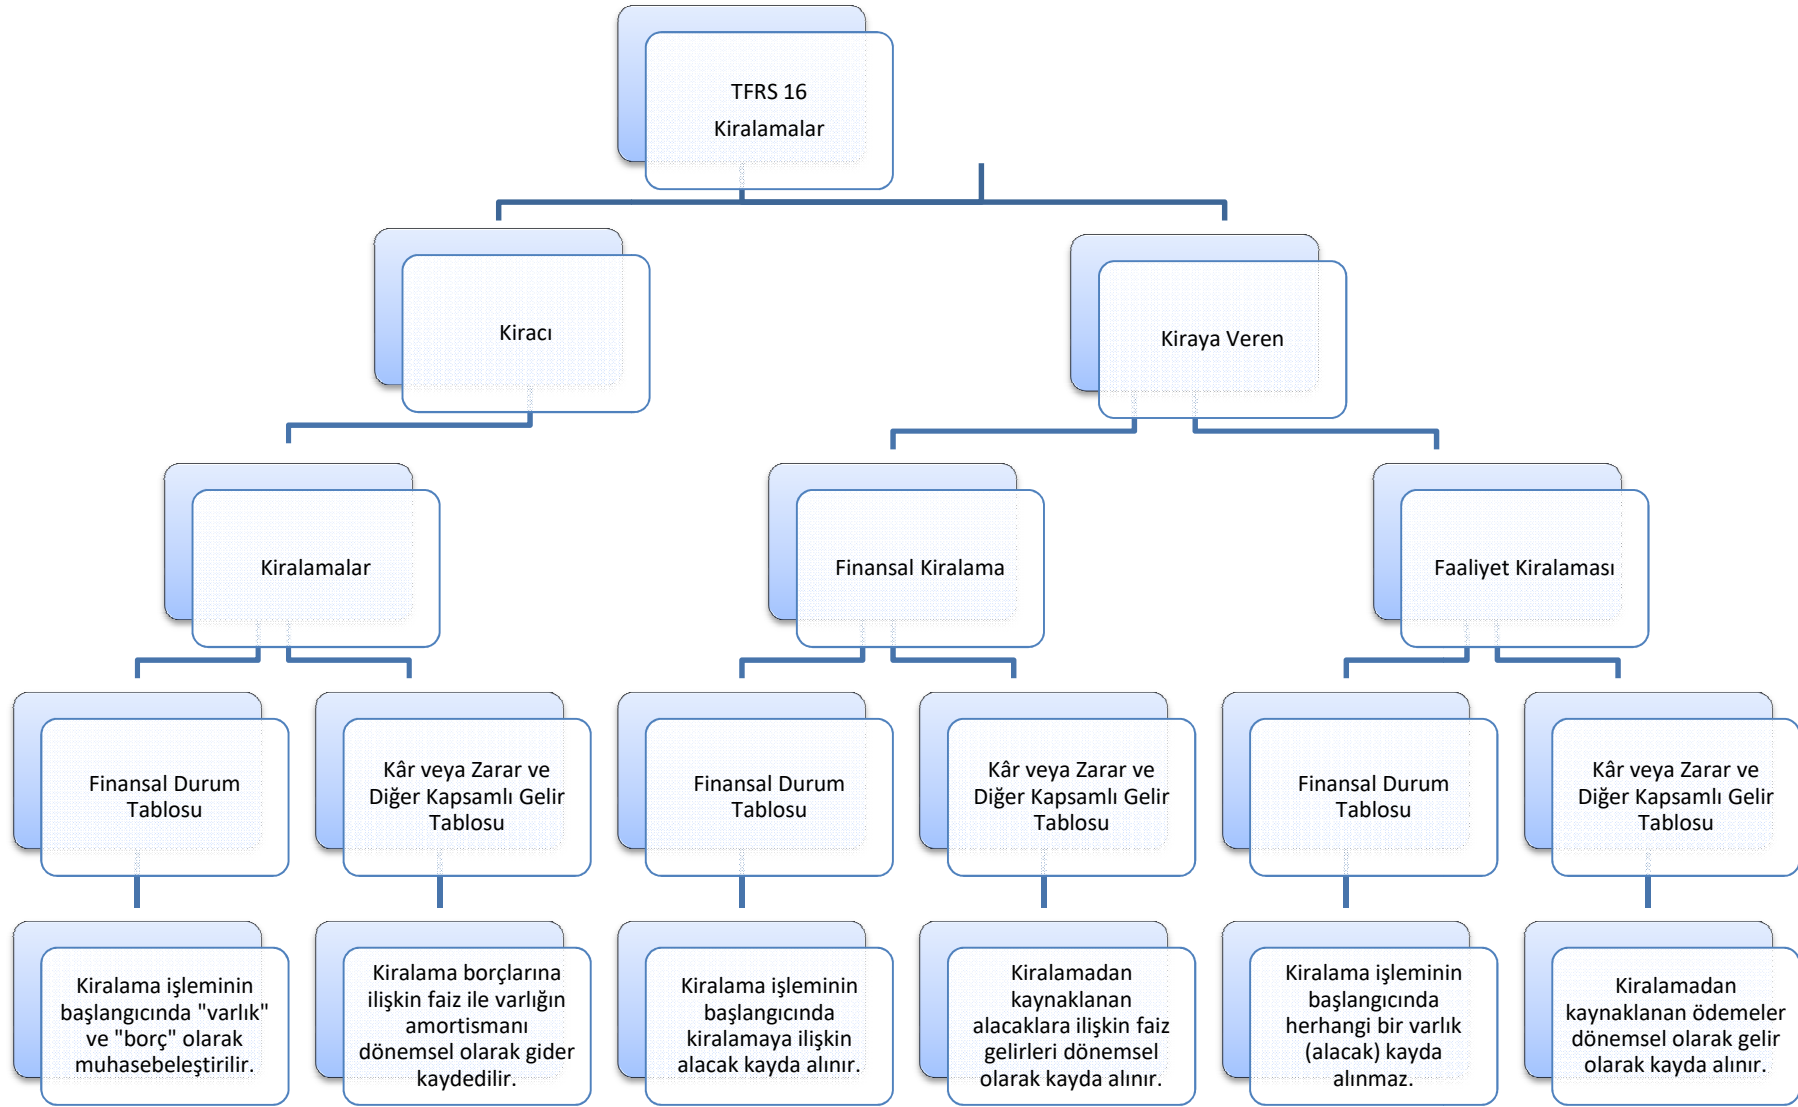 TFRS 16
Kiralamalar
Kiracı
Kiraya Veren
Kiralamalar
Finansal Kiralama
Faaliyet Kiralaması
Finansal Durum
Tablosu
Kâr veya Zarar ve
Diğer Kapsamlı Gelir
Tablosu
Finansal Durum
Tablosu
Kâr veya Zarar ve
Diğer Kapsamlı Gelir
Tablosu
Finansal Durum
Tablosu
Kâr veya Zarar ve
Diğer Kapsamlı Gelir
Tablosu
Kiralama işleminin
başlangıcında "varlık"
ve "borç" olarak
muhasebeleştirilir.
Kiralama borçlarına
ilişkin faiz ile varlığın
amortismanı
dönemsel olarak gider
kaydedilir.
Kiralama işleminin
başlangıcında
kiralamaya ilişkin
alacak kayda alınır.
Kiralamadan
kaynaklanan
alacaklara ilişkin faiz
gelirleri dönemsel
olarak kayda alınır.
Kiralama işleminin
başlangıcında
herhangi bir varlık
(alacak) kayda
alınmaz.
Kiralamadan
kaynaklanan ödemeler
dönemsel olarak gelir
olarak kayda alınır.